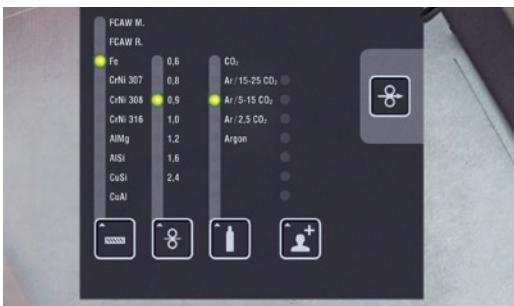 FCAW M.
FCAW R.
Fe
CrNi 307
CrNi 308
CrNi 316
AlMg
AlSi
CuSi
CuAl
0,6
0,8
0,9
1,0
1,2
1,6
2,4
CO₂
Ar/15-25 CO₂
Ar/5-15 CO₂
Ar/2,5 CO₂
Argon